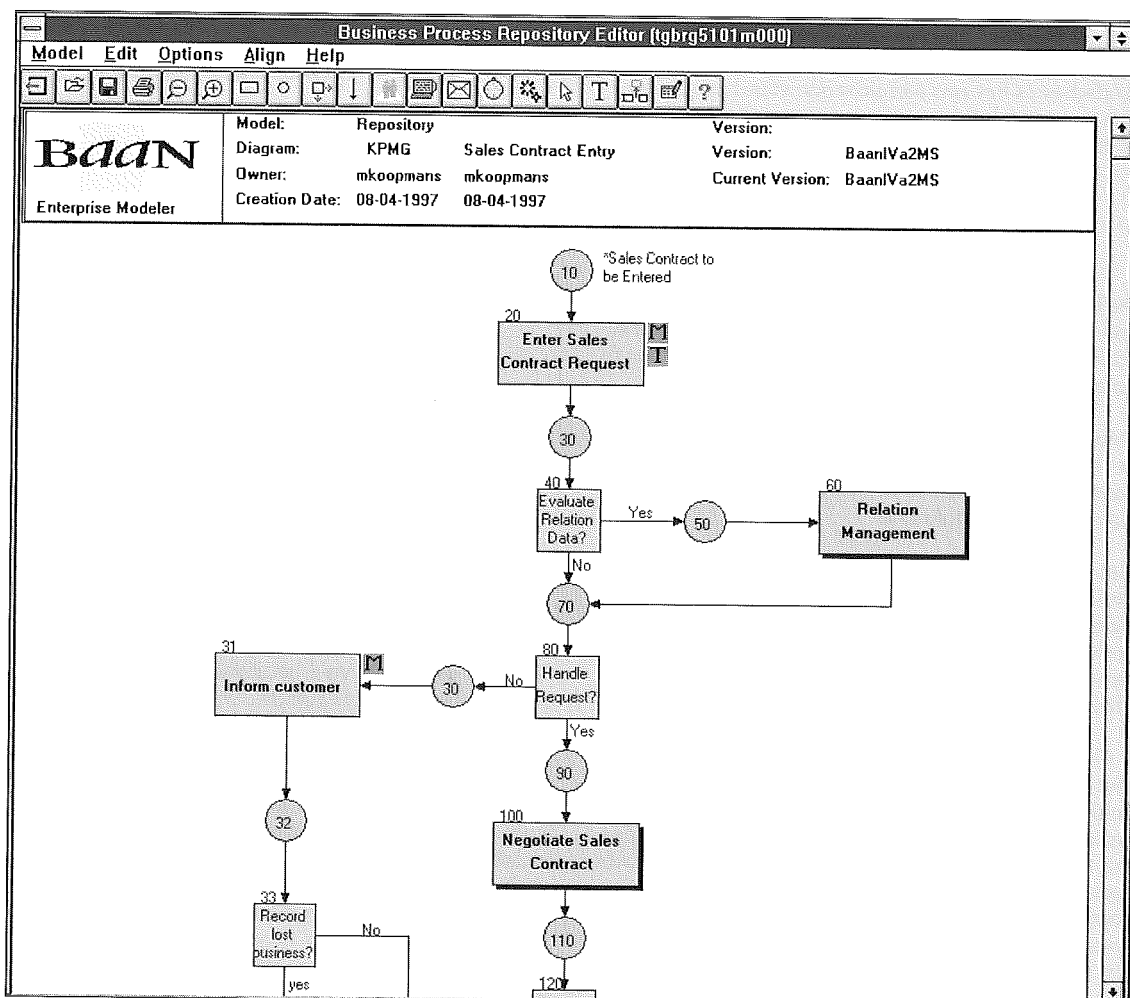 Business Process Repository Editor (tgbrg5101m000)
Model Edit Options Align Help
T ?
BaaN
Enterprise Modeler
Model: Repository Version:
Diagram: KPMG Sales Contract Entry Version: BaanIVa2MS
Owner: mkoopmans mkoopmans Current Version: BaanIVa2MS
Creation Date: 08-04-1997 08-04-1997
10
*Sales Contract to
be Entered
20
Enter Sales
Contract Request
M
T
30
40
Evaluate
Relation
Data?
Yes
50
60
Relation
Management
No
70
80
Handle
Request?
No
30
31
Inform customer
M
Yes
90
100
Negotiate Sales
Contract
32
33
Record
lost
business?
No
yes
110
120